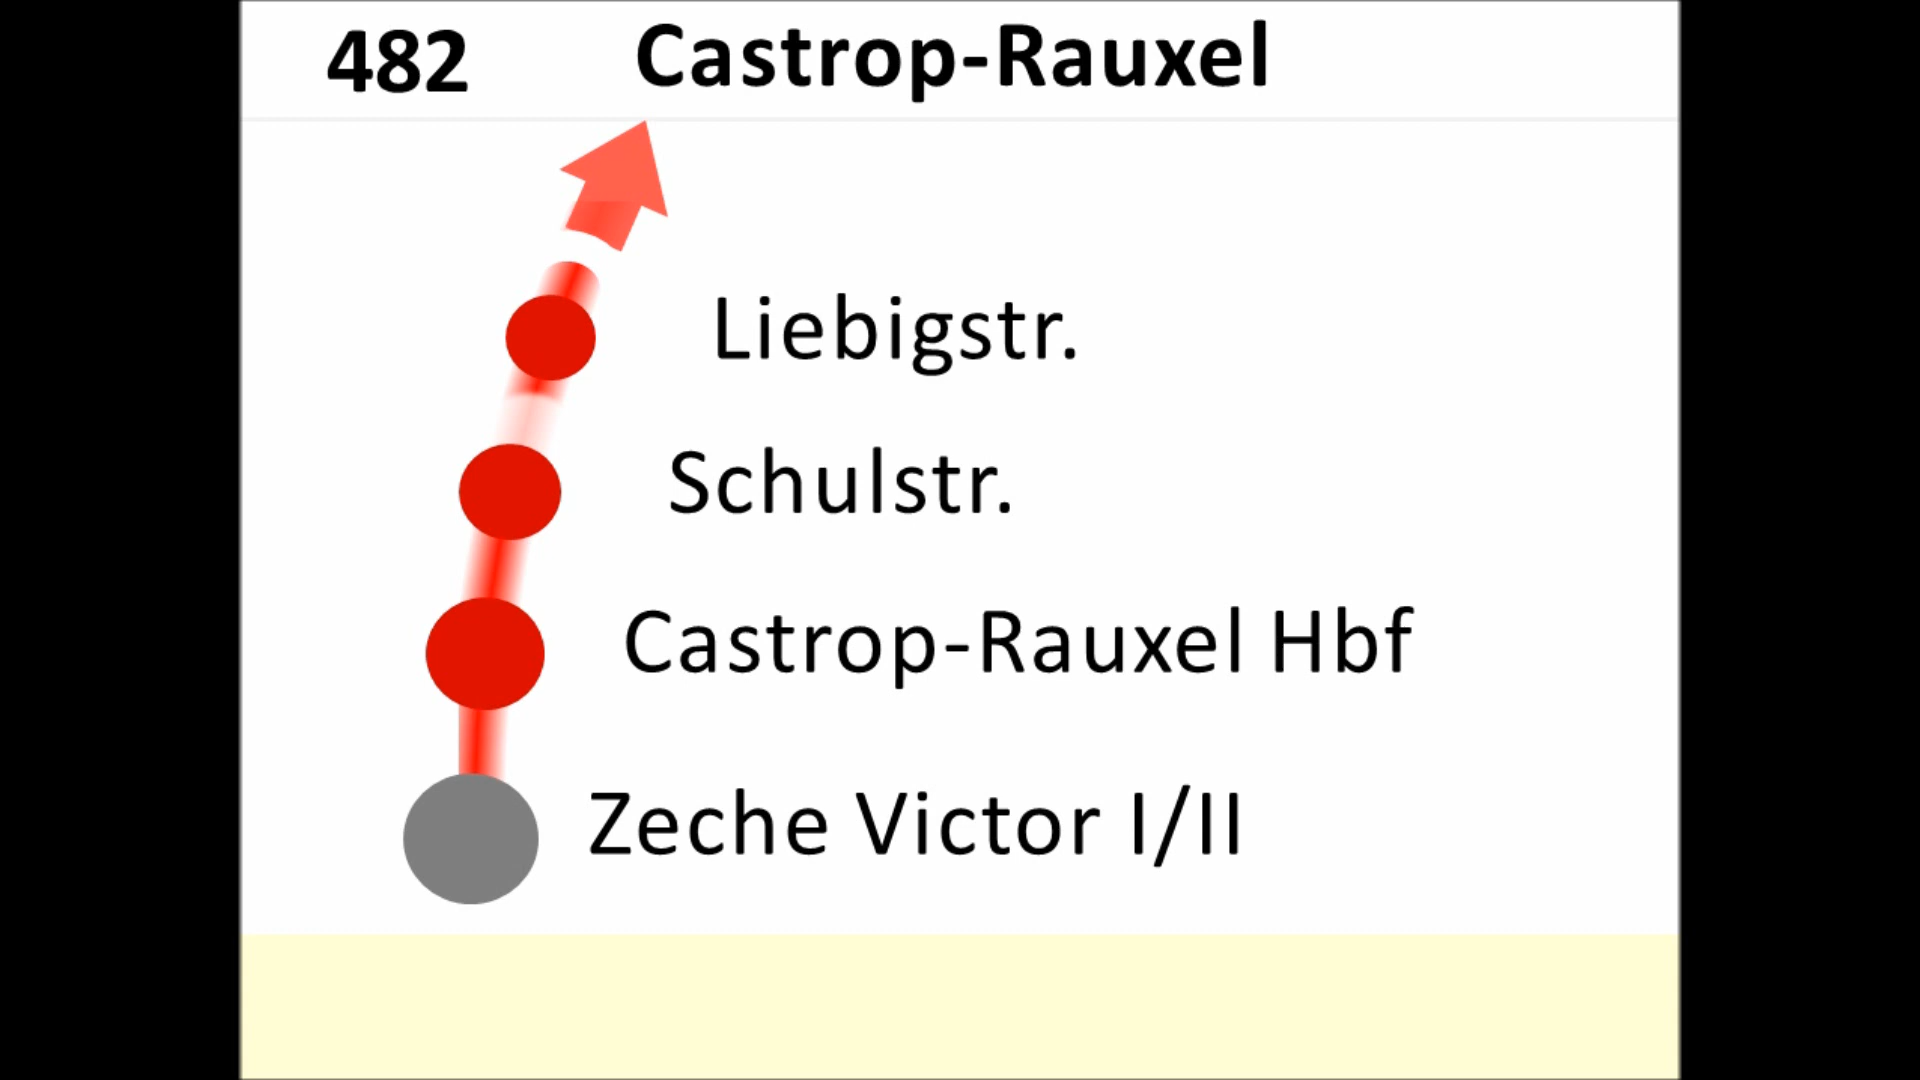 482 Castrop-Rauxel
Liebigstr.
Schulstr.
Castrop-Rauxel Hbf
Zeche Victor I/II